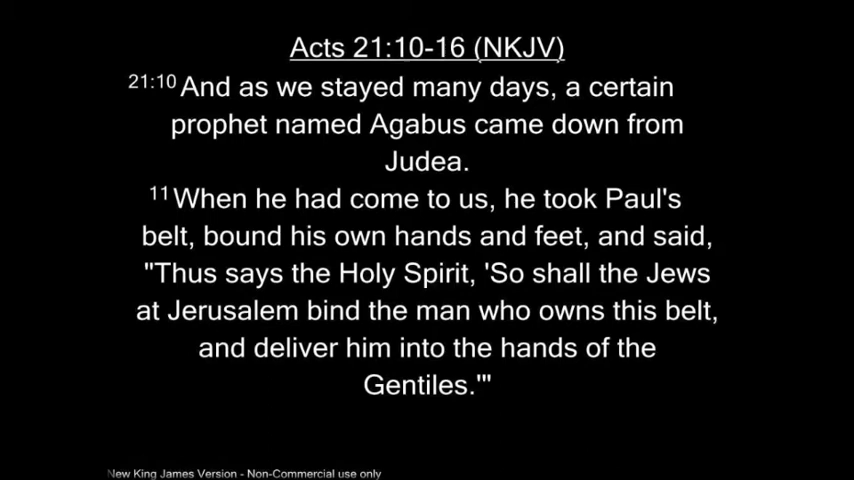 Acts 21:10-16 (NKJV)
21:10 And as we stayed many days, a certain
prophet named Agabus came down from
Judea.
11 When he had come to us, he took Paul's
belt, bound his own hands and feet, and said,
"Thus says the Holy Spirit, 'So shall the Jews
at Jerusalem bind the man who owns this belt,
and deliver him into the hands of the
Gentiles.'"
New King James Version - Non-Commercial use only